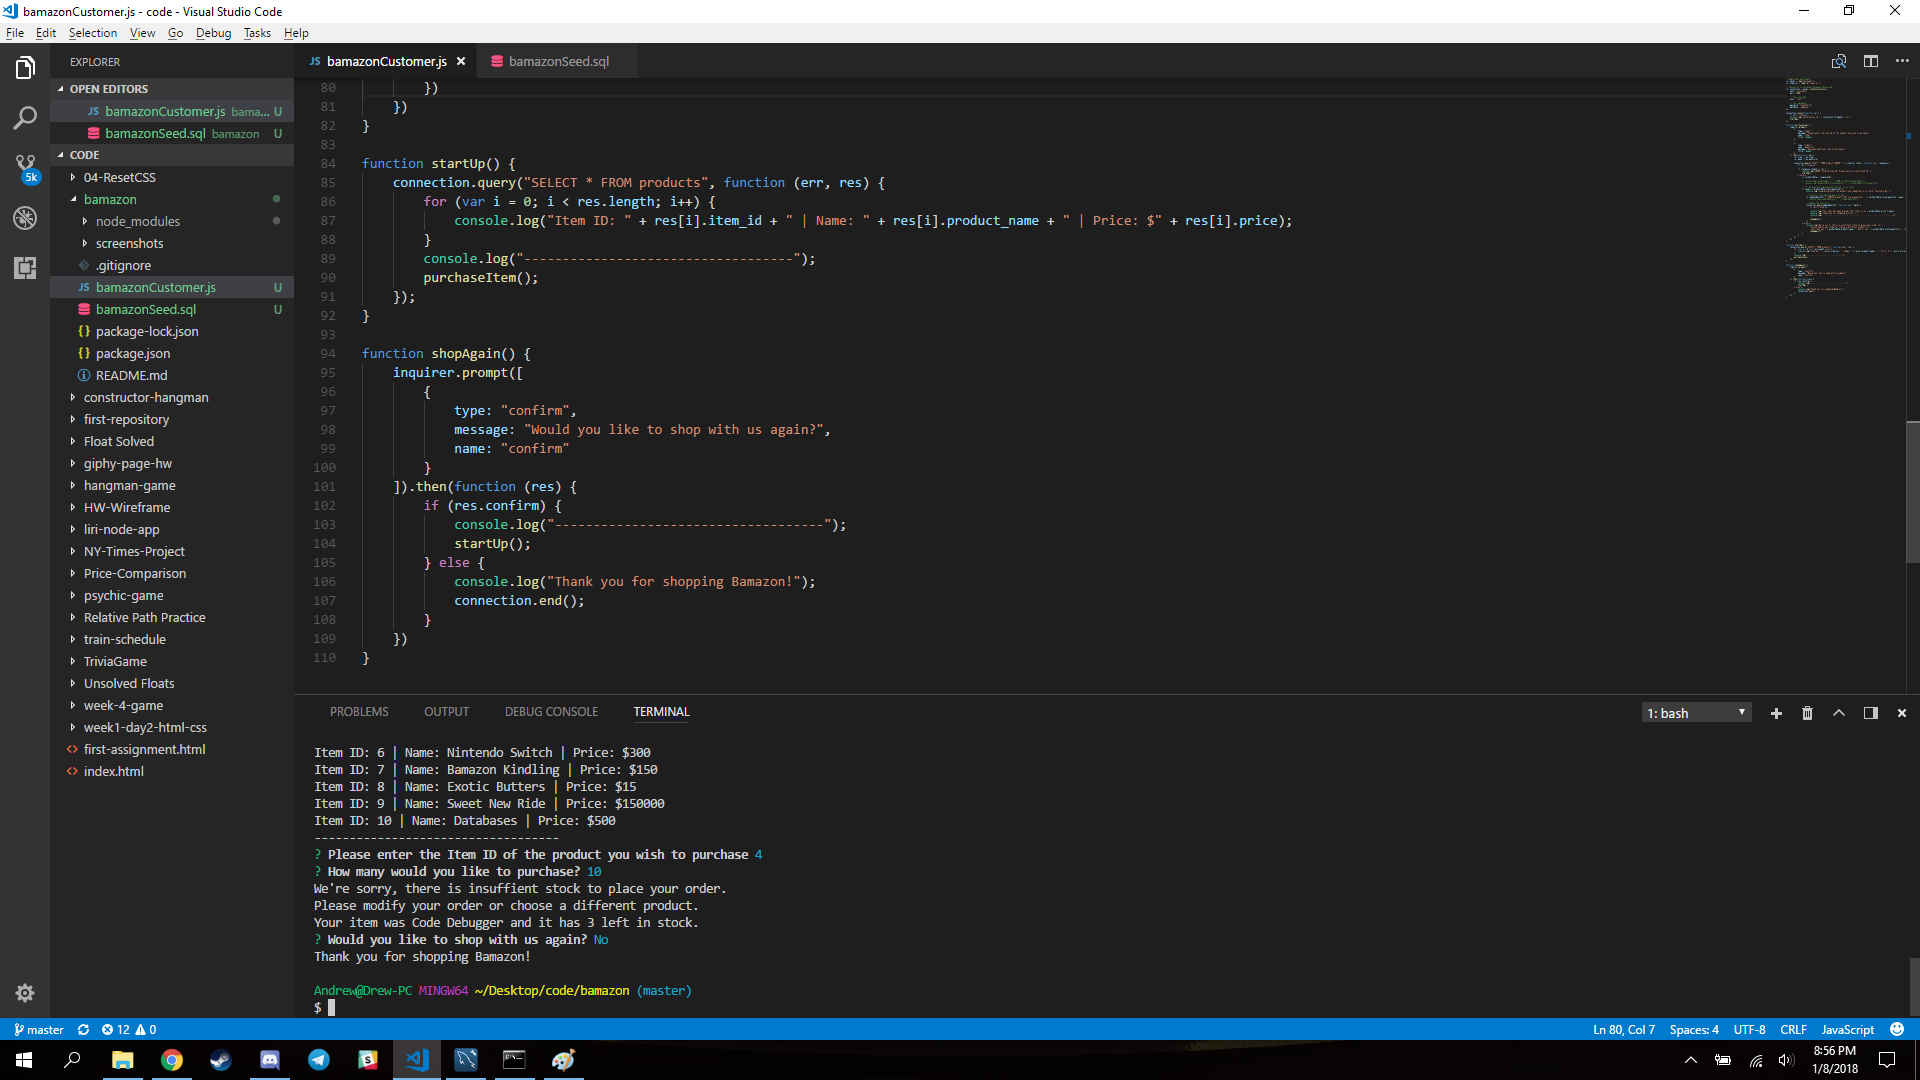 bamazonCustomer.js - code - Visual Studio Code
File Edit Selection View Go Debug Tasks Help
EXPLORER
OPEN EDITORS
JS bamazonCustomer.js bama... U
bamazonSeed.sql bamazon U
CODE
04-ResetCSS
bamazon
node_modules
screenshots
.gitignore
JS bamazonCustomer.js U
bamazonSeed.sql U
{} package-lock.json
{} package.json
README.md
constructor-hangman
first-repository
Float Solved
giphy-page-hw
hangman-game
HW-Wireframe
liri-node-app
NY-Times-Project
Price-Comparison
psychic-game
Relative Path Practice
train-schedule
TriviaGame
Unsolved Floats
week-4-game
week1-day2-html-css
<> first-assignment.html
<> index.html
5k
JS bamazonCustomer.js × bamazonSeed.sql
80 })
81 })
82 }
83
84 function startUp() {
85 connection.query("SELECT * FROM products", function (err, res) {
86 for (var i = 0; i < res.length; i++) {
87 console.log("Item ID: " + res[i].item_id + " | Name: " + res[i].product_name + " | Price: $" + res[i].price);
88 }
89 console.log("-----------------------------------");
90 purchaseItem();
91 });
92 }
93
94 function shopAgain() {
95 inquirer.prompt([
96 {
97 type: "confirm",
98 message: "Would you like to shop with us again?",
99 name: "confirm"
100 }
101 ]).then(function (res) {
102 if (res.confirm) {
103 console.log("-----------------------------------");
104 startUp();
105 } else {
106 console.log("Thank you for shopping Bamazon!");
107 connection.end();
108 }
109 })
110 }
PROBLEMS OUTPUT DEBUG CONSOLE TERMINAL
1: bash
Item ID: 6 | Name: Nintendo Switch | Price: $300
Item ID: 7 | Name: Bamazon Kindling | Price: $150
Item ID: 8 | Name: Exotic Butters | Price: $15
Item ID: 9 | Name: Sweet New Ride | Price: $150000
Item ID: 10 | Name: Databases | Price: $500
-----------------------------------
? Please enter the Item ID of the product you wish to purchase 4
? How many would you like to purchase? 10
We're sorry, there is insuffient stock to place your order.
Please modify your order or choose a different product.
Your item was Code Debugger and it has 3 left in stock.
? Would you like to shop with us again? No
Thank you for shopping Bamazon!
Andrew@Drew-PC MINGW64 ~/Desktop/code/bamazon (master)
$
master 12 0
Ln 80, Col 7 Spaces: 4 UTF-8 CRLF JavaScript
8:56 PM
1/8/2018